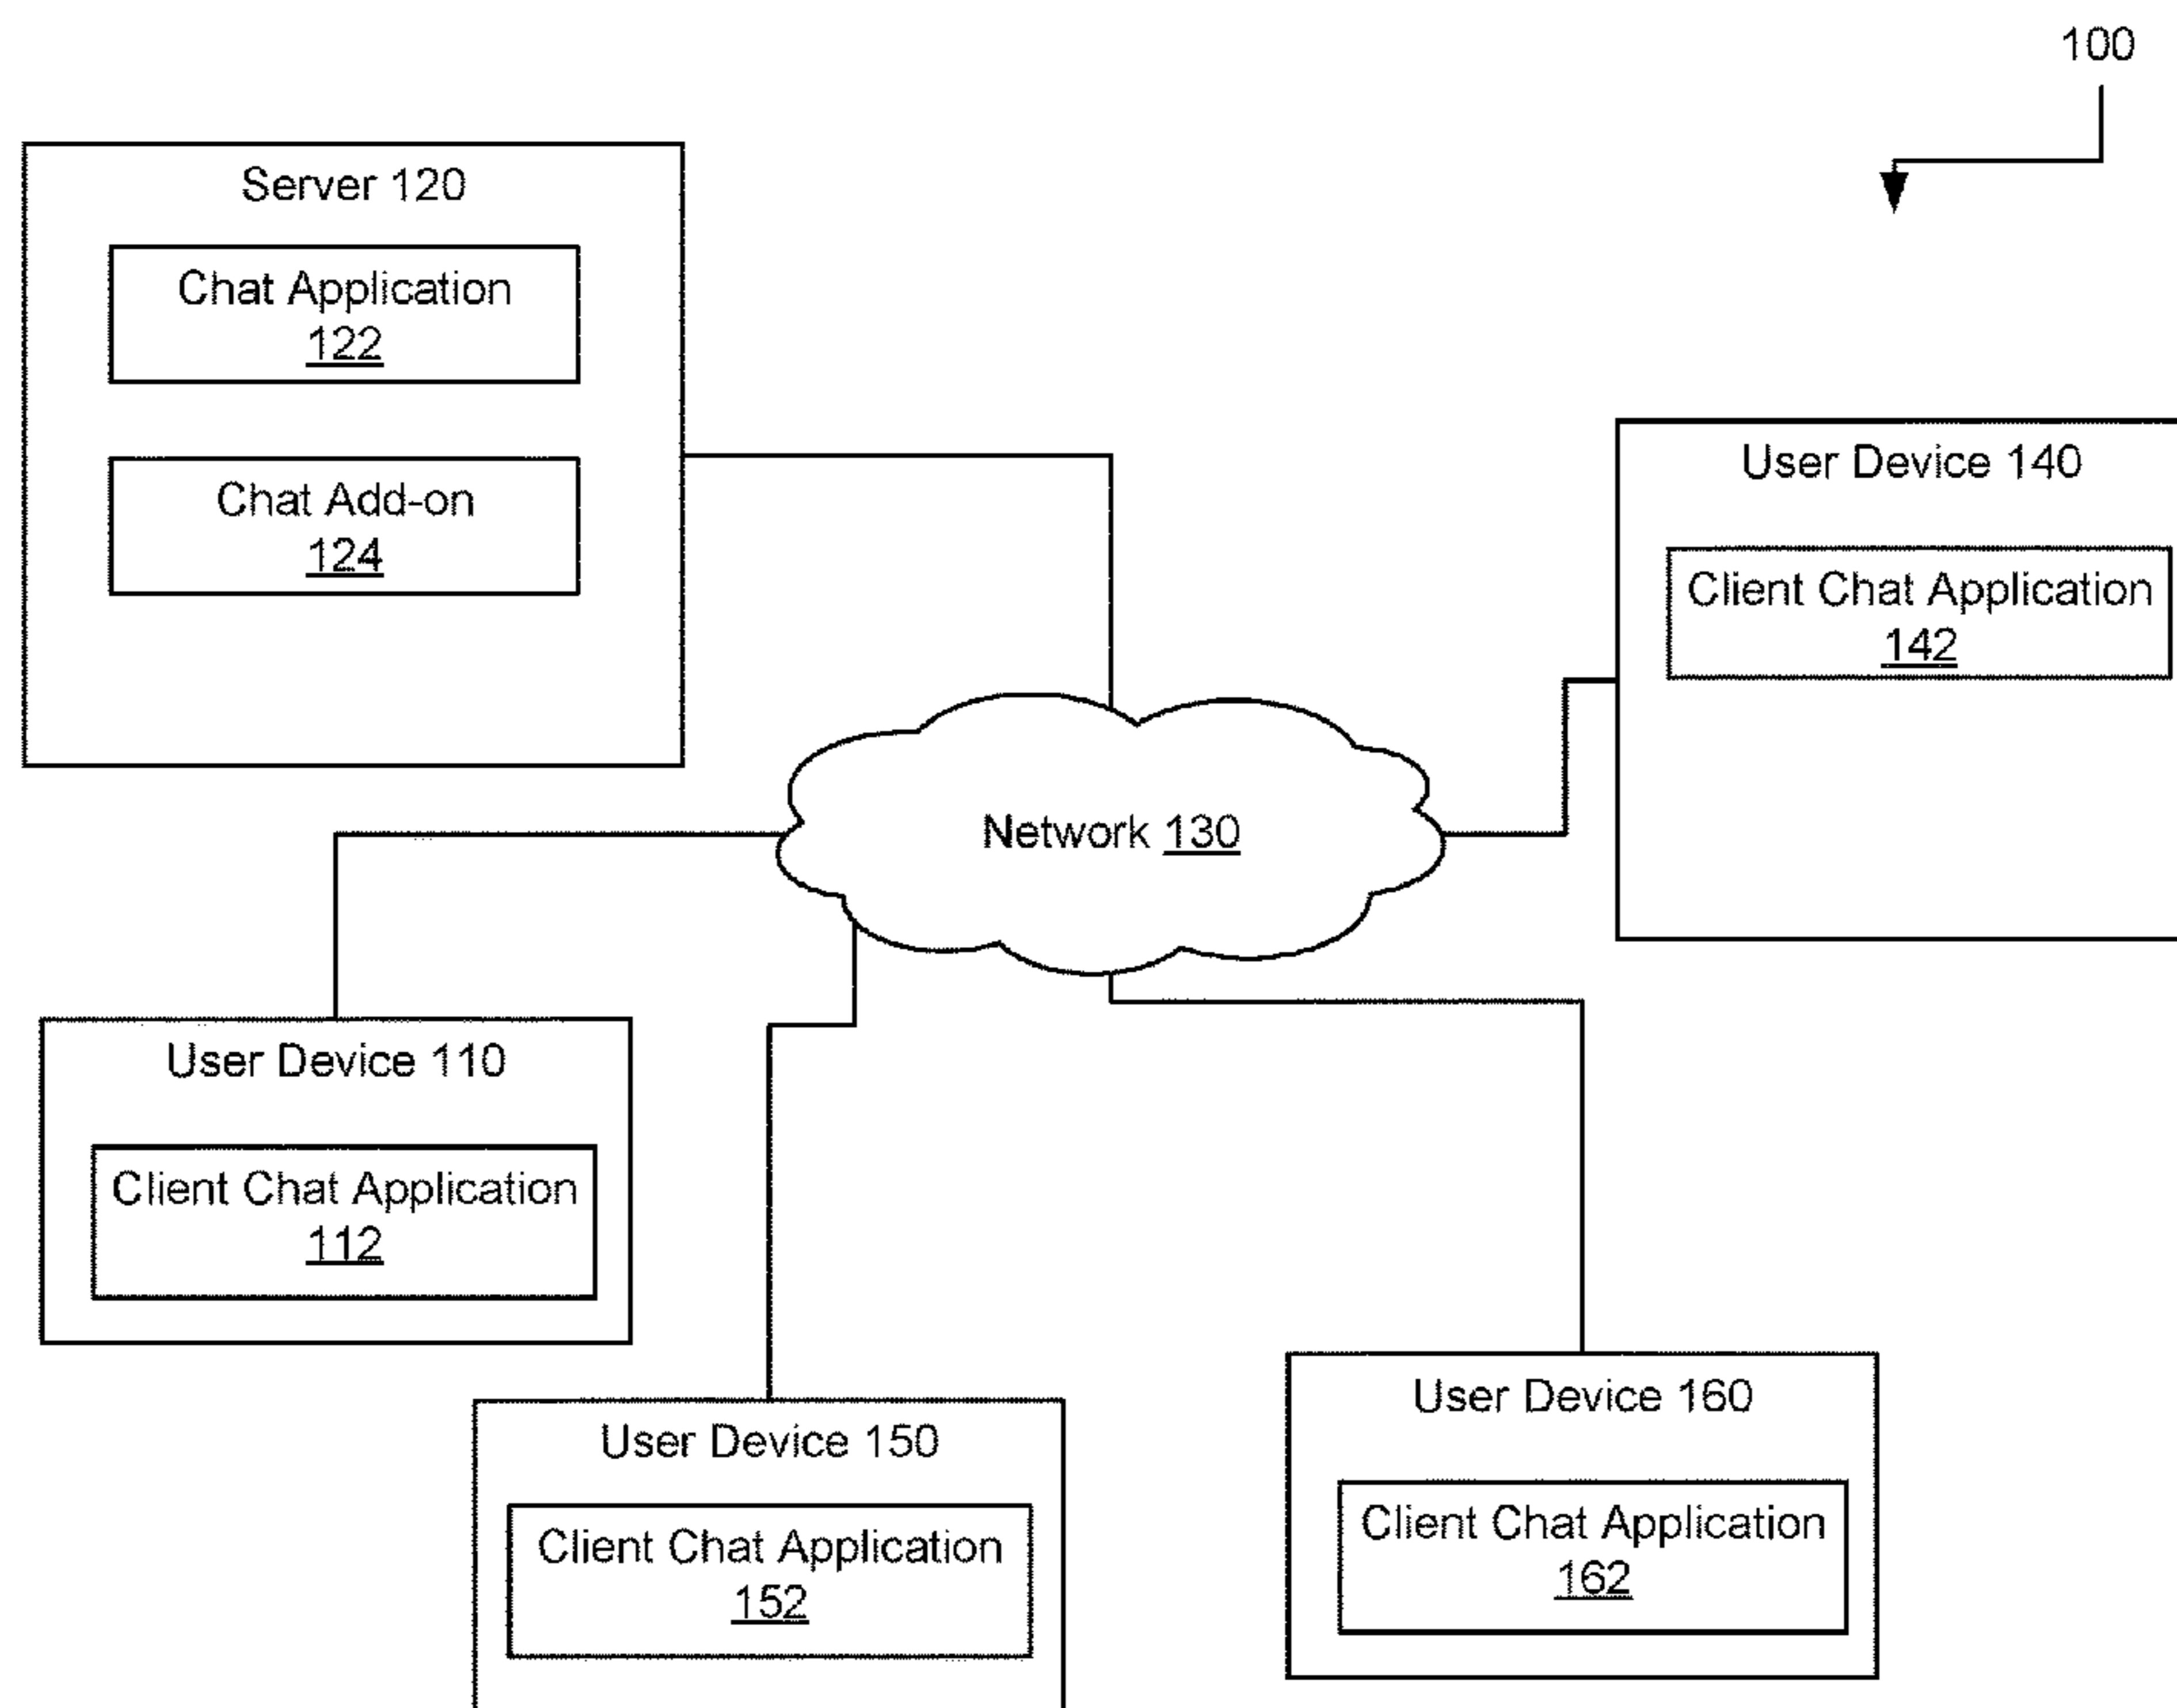 100
Server 120
Chat Application
122
Chat Add-on
124
User Device 140
Client Chat Application
142
Network 130
User Device 110
Client Chat Application
112
User Device 150
Client Chat Application
152
User Device 160
Client Chat Application
162